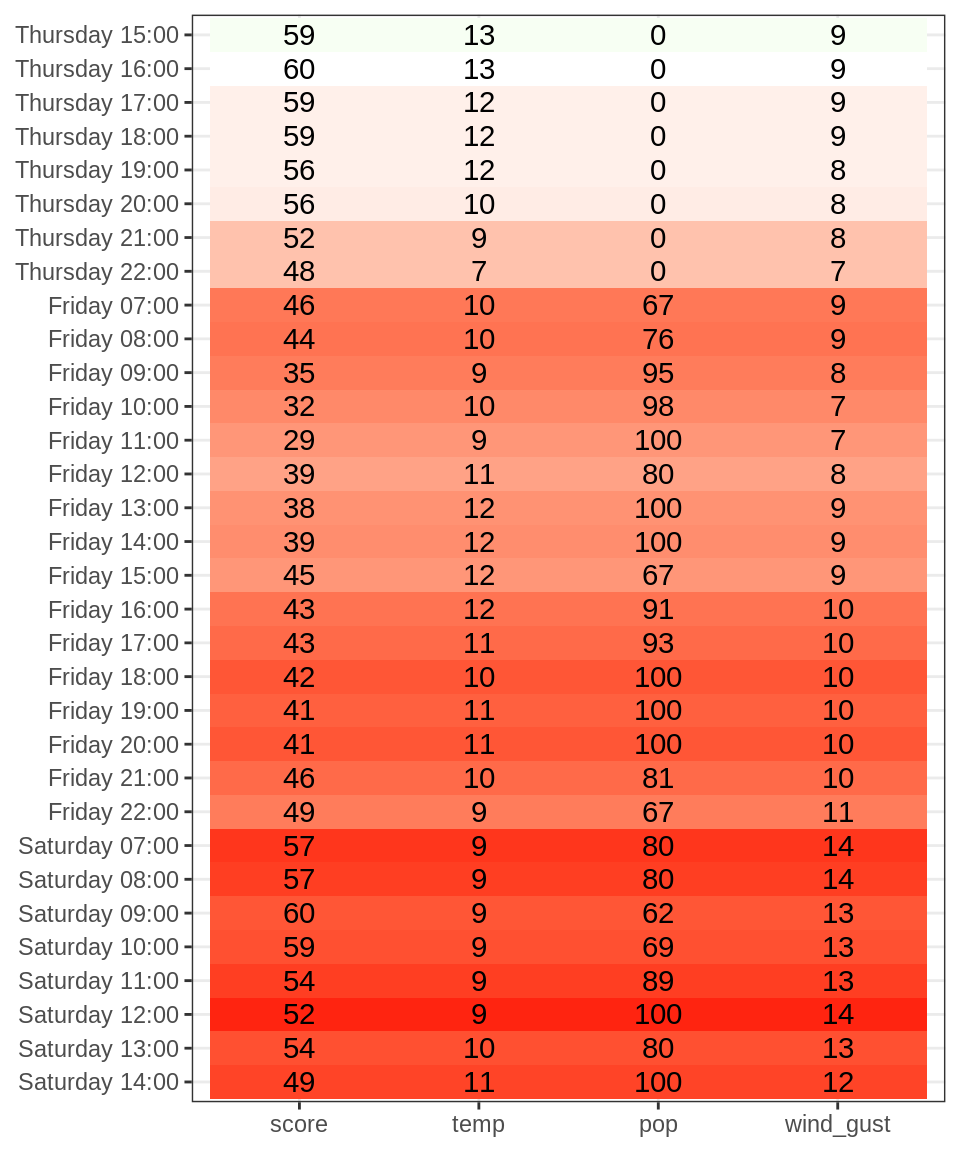 Thursday 15:00 59 13 0 9
Thursday 16:00 60 13 0 9
Thursday 17:00 59 12 0 9
Thursday 18:00 59 12 0 9
Thursday 19:00 56 12 0 8
Thursday 20:00 56 10 0 8
Thursday 21:00 52 9 0 8
Thursday 22:00 48 7 0 7
Friday 07:00 46 10 67 9
Friday 08:00 44 10 76 9
Friday 09:00 35 9 95 8
Friday 10:00 32 10 98 7
Friday 11:00 29 9 100 7
Friday 12:00 39 11 80 8
Friday 13:00 38 12 100 9
Friday 14:00 39 12 100 9
Friday 15:00 45 12 67 9
Friday 16:00 43 12 91 10
Friday 17:00 43 11 93 10
Friday 18:00 42 10 100 10
Friday 19:00 41 11 100 10
Friday 20:00 41 11 100 10
Friday 21:00 46 10 81 10
Friday 22:00 49 9 67 11
Saturday 07:00 57 9 80 14
Saturday 08:00 57 9 80 14
Saturday 09:00 60 9 62 13
Saturday 10:00 59 9 69 13
Saturday 11:00 54 9 89 13
Saturday 12:00 52 9 100 14
Saturday 13:00 54 10 80 13
Saturday 14:00 49 11 100 12
score temp pop wind_gust